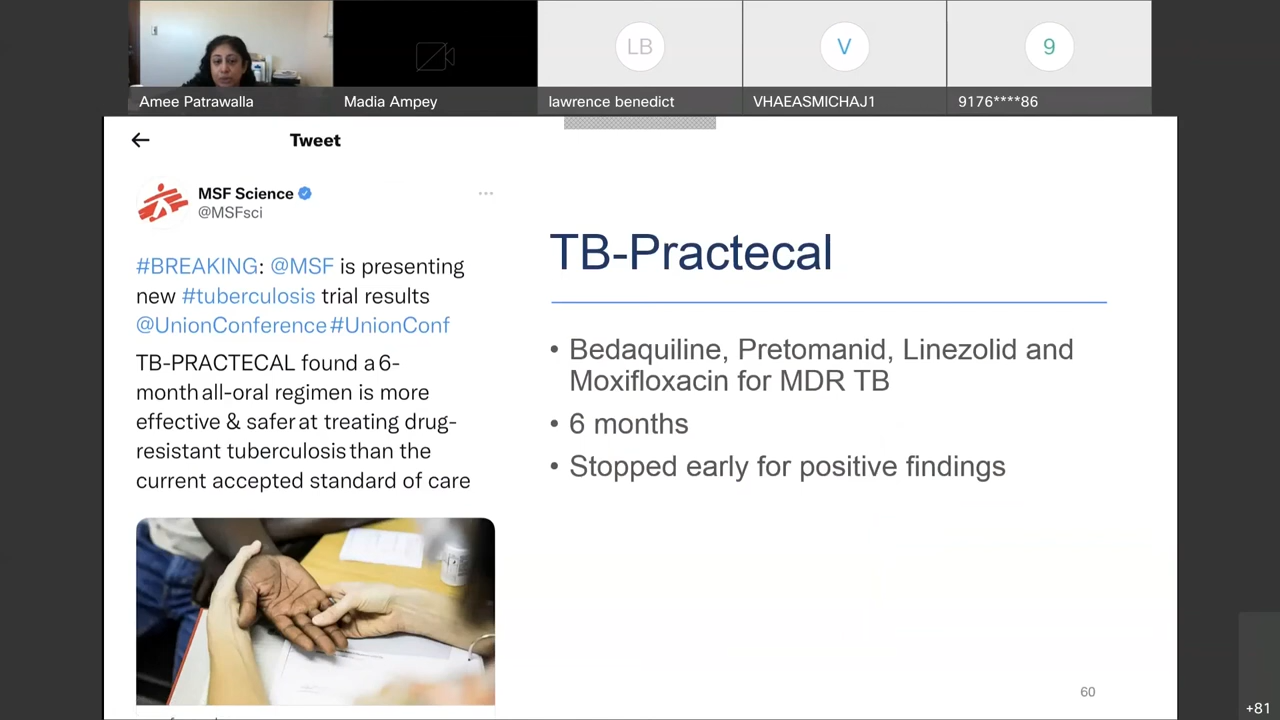 LB
V
9
Amee Patrawalla
Madia Ampey
lawrence benedict
VHAEASMICHAJ1
9176****86
Tweet
MSF Science
@MSFsci
#BREAKING: @MSF is presenting
new #tuberculosis trial results
@UnionConference #UnionConf
TB-PRACTECAL found a 6-
month all-oral regimen is more
effective & safer at treating drug-
resistant tuberculosis than the
current accepted standard of care
TB-Practecal
• Bedaquiline, Pretomanid, Linezolid and
Moxifloxacin for MDR TB
• 6 months
• Stopped early for positive findings
60
+81